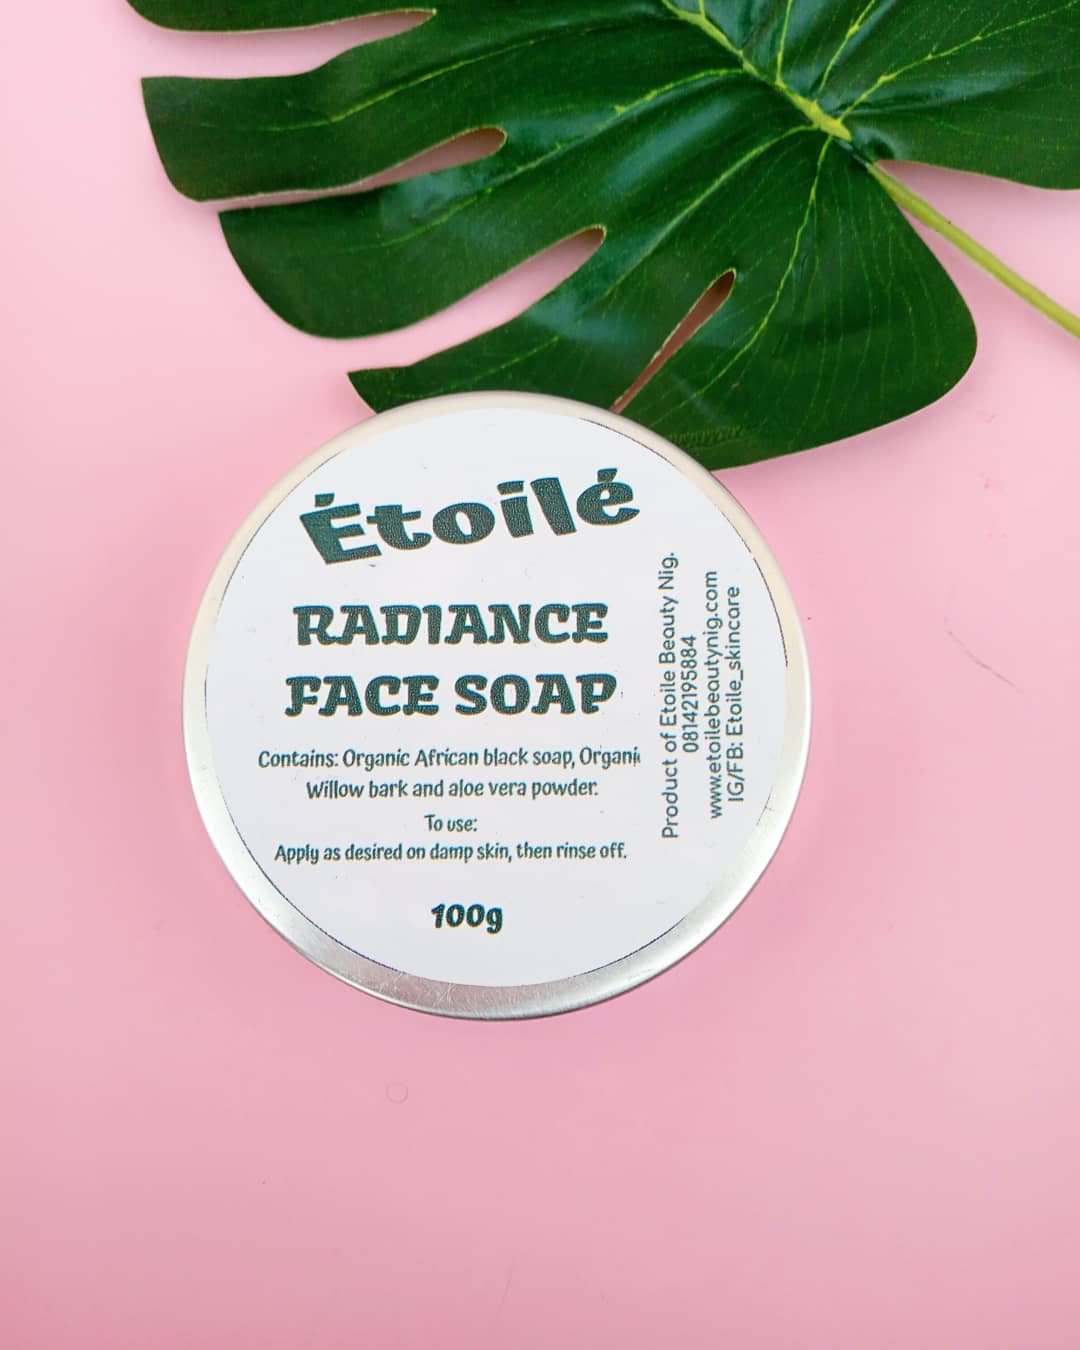 Étoilé
RADIANCE
FACE SOAP
Contains: Organic African black soap, Organic
Willow bark and aloe vera powder.
To use:
Apply as desired on damp skin, then rinse off.
100g
Product of Etoile Beauty Nig.
08142195884
www.etoilebeautynig.com
IG/FB: Etoile_skincare